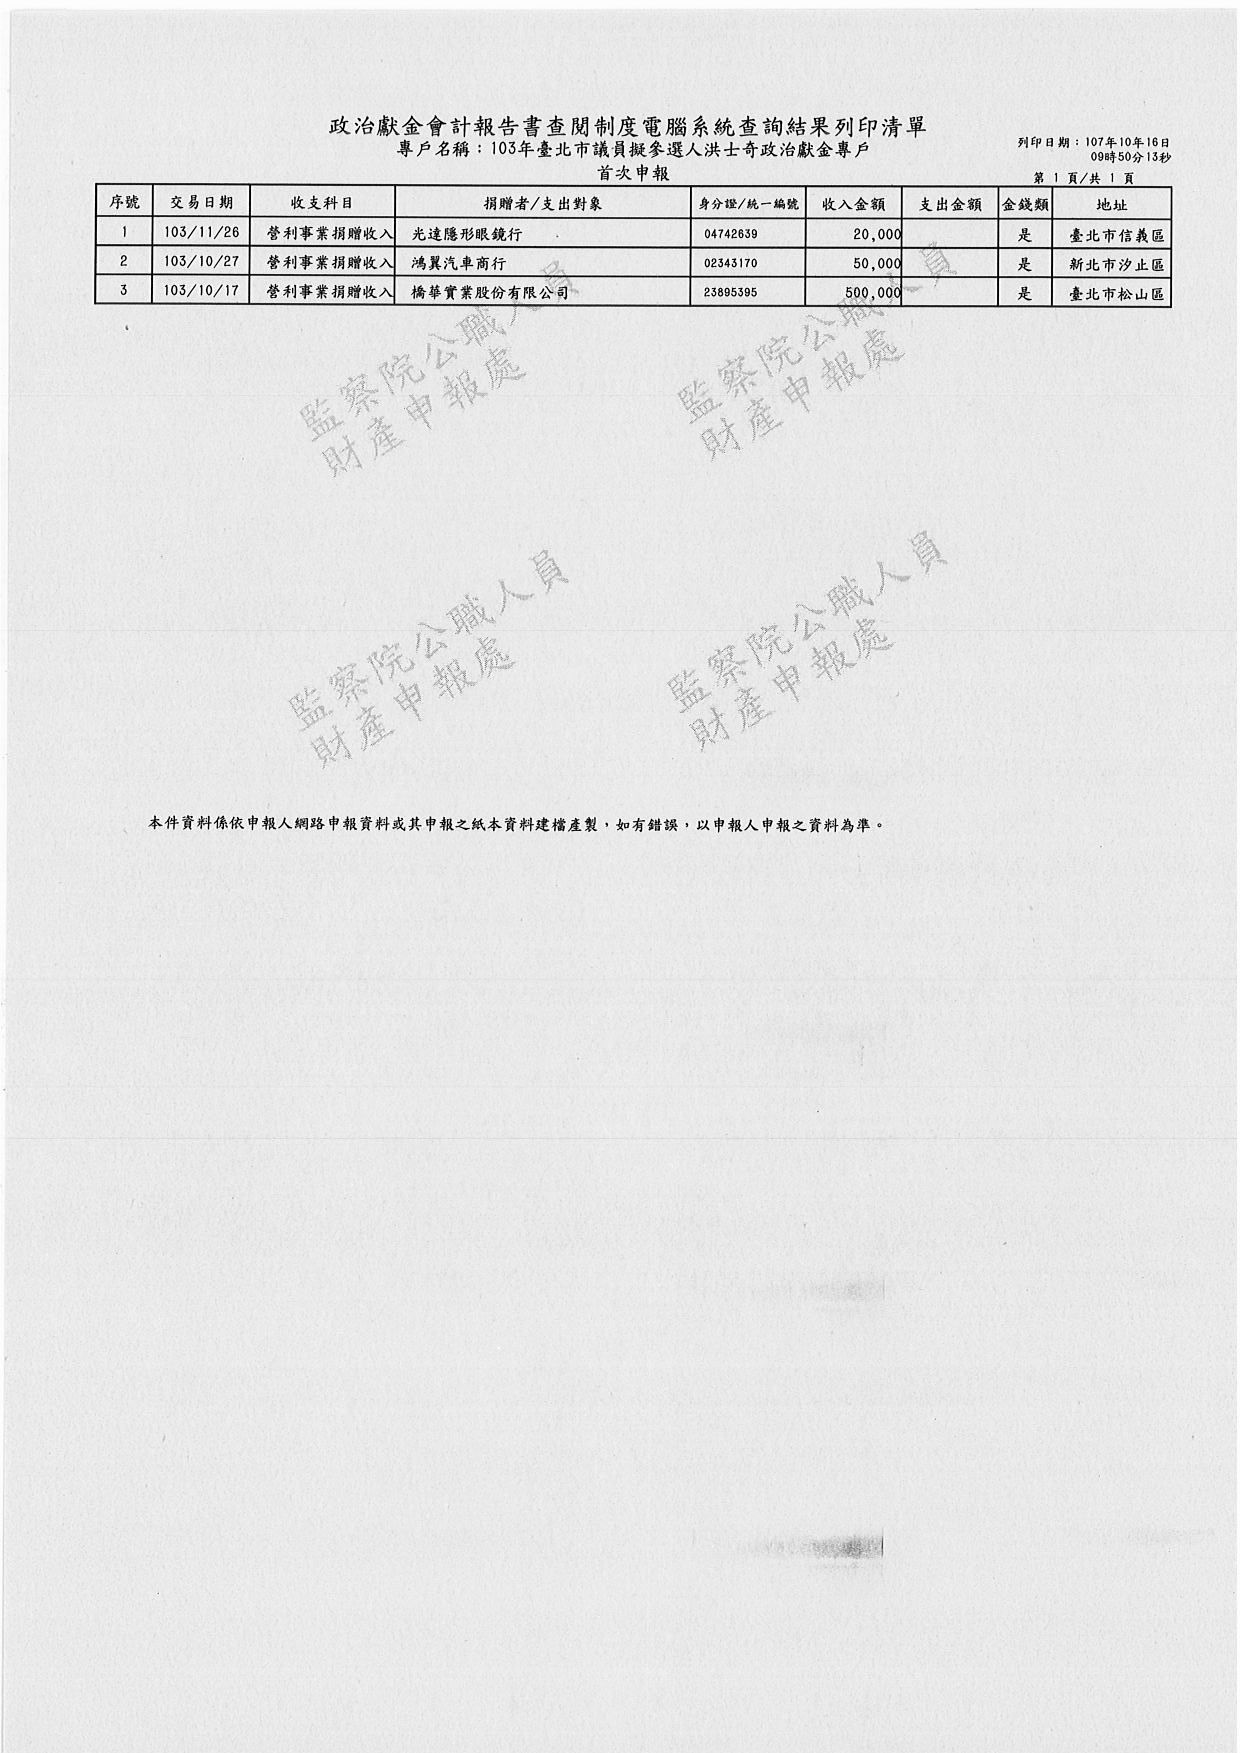 政治獻金會計報告書查閱制度電腦系統查詢結果列印清單
專戶名稱：103年臺北市議員擬參選人洪士奇政治獻金專戶
首次申報
列印日期：107年10月16日
09時50分13秒
第 1 頁/共 1 頁
序號 交易日期 收支科目 捐贈者/支出對象 身分證/統一編號 收入金額 支出金額 金錢類 地址
1 103/11/26 營利事業捐贈收入 光達隱形眼鏡行 04742639 20,000 是 臺北市信義區
2 103/10/27 營利事業捐贈收入 鴻翼汽車商行 02343170 50,000 是 新北市汐止區
3 103/10/17 營利事業捐贈收入 橋華實業股份有限公司 23895395 500,000 是 臺北市松山區
監察院公職人員
財產申報處
監察院公職人員
財產申報處
監察院公職人員
財產申報處
監察院公職人員
財產申報處
本件資料係依申報人網路申報資料或其申報之紙本資料建檔產製，如有錯誤，以申報人申報之資料為準。